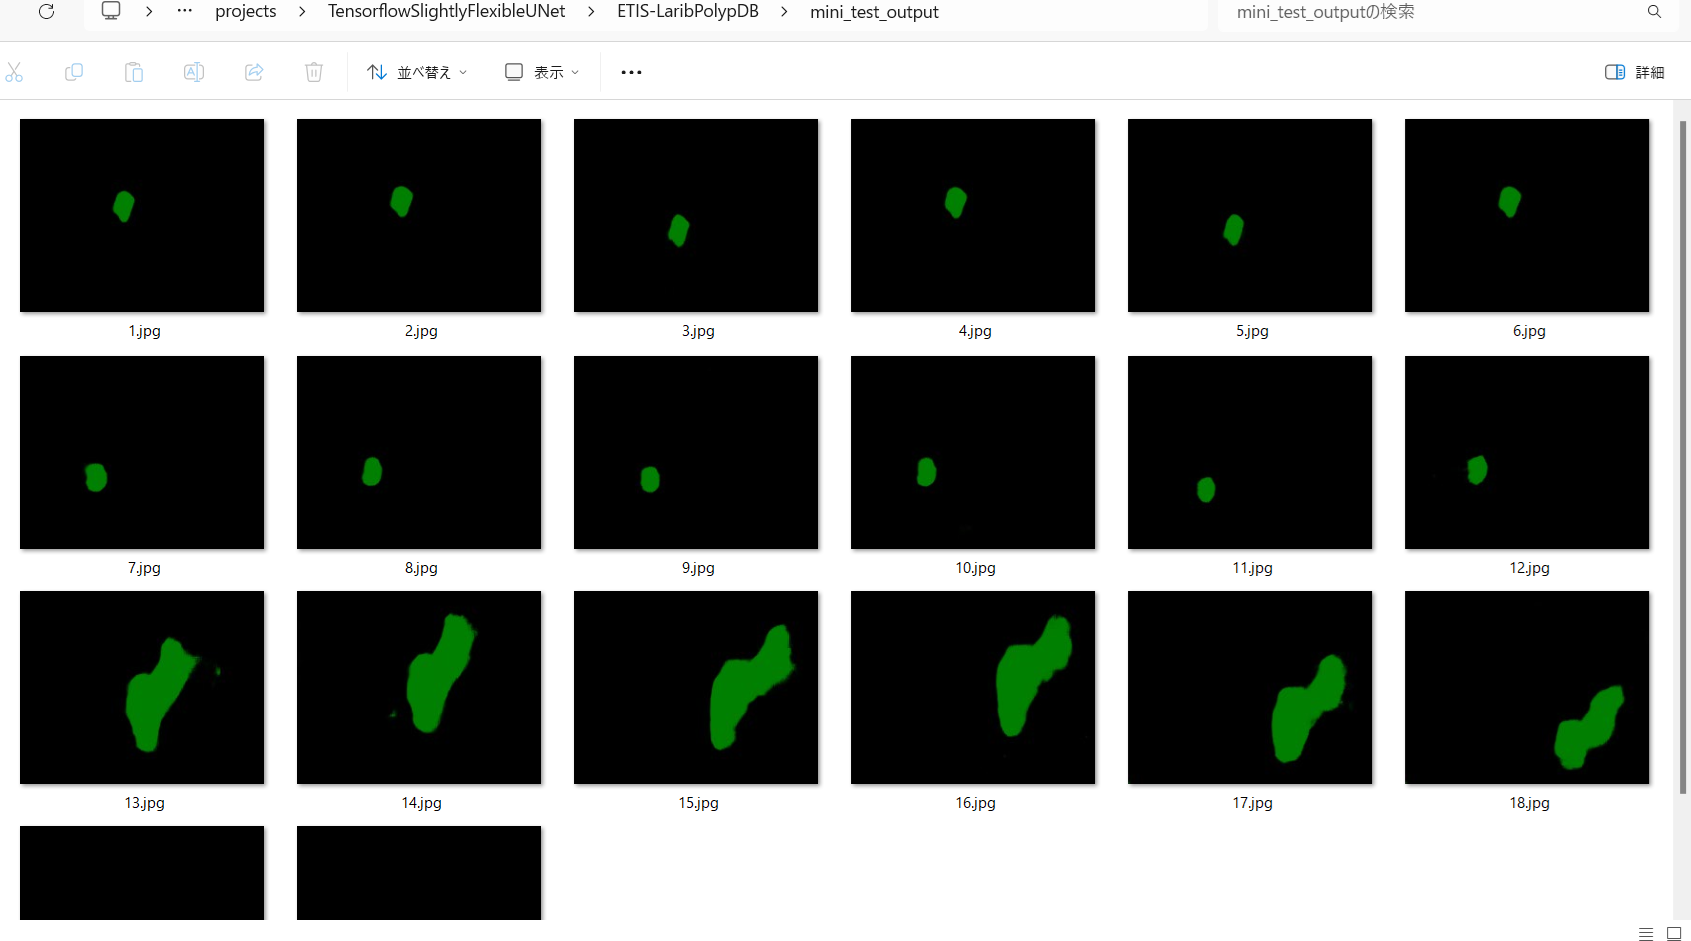 projects > TensorflowSlightlyFlexibleUNet > ETIS-LaribPolypDB > mini_test_output
mini_test_outputの検索
並べ替え
表示
詳細
1.jpg
2.jpg
3.jpg
4.jpg
5.jpg
6.jpg
7.jpg
8.jpg
9.jpg
10.jpg
11.jpg
12.jpg
13.jpg
14.jpg
15.jpg
16.jpg
17.jpg
18.jpg